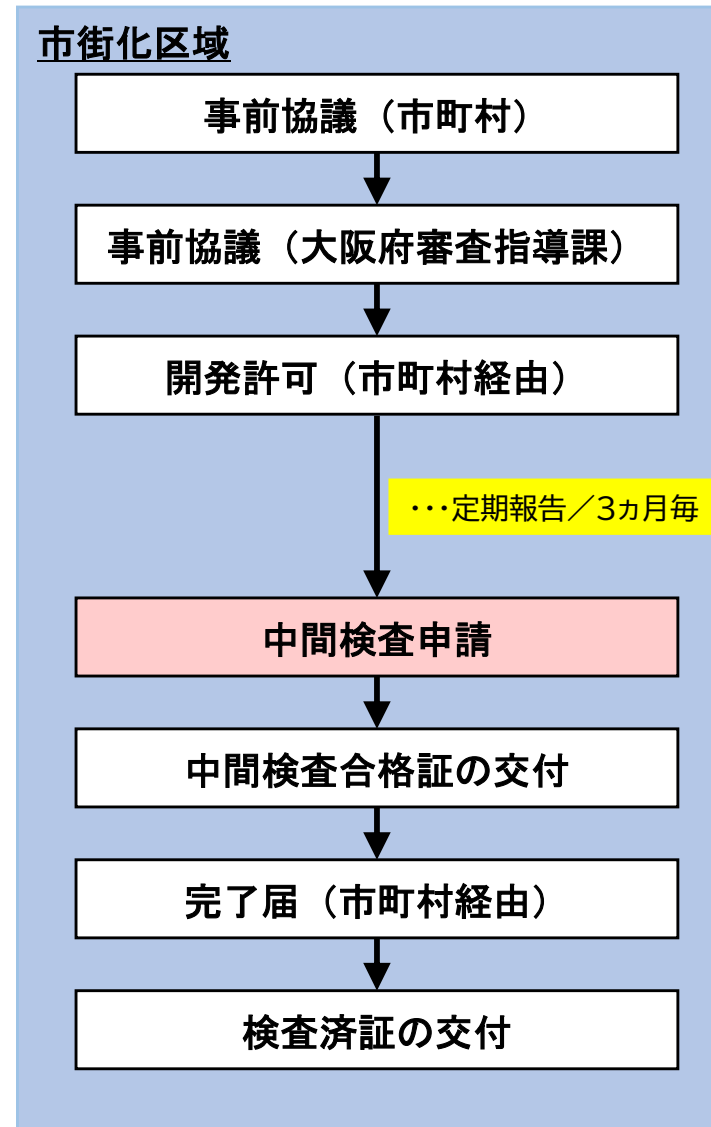 市街化区域
事前協議（市町村）
事前協議（大阪府審査指導課）
開発許可（市町村経由）
･･･定期報告／3ヵ月毎
中間検査申請
中間検査合格証の交付
完了届（市町村経由）
検査済証の交付